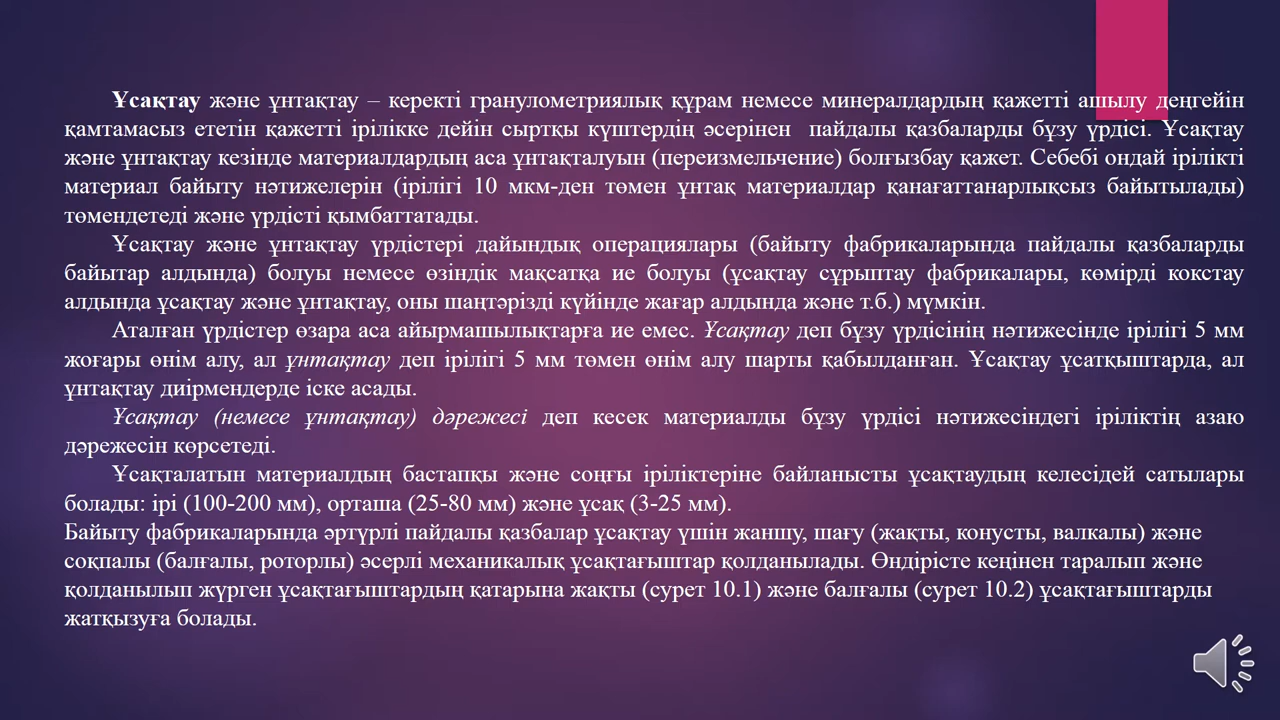 Ұсақтау және ұнтақтау – керекті гранулометриялық құрам немесе минералдардың қажетті ашылу деңгейін
қамтамасыз ететін қажетті ірілікке дейін сыртқы күштердің әсерінен пайдалы қазбаларды бұзу үрдісі. Ұсақтау
және ұнтақтау кезінде материалдардың аса ұнтақталуын (переизмельчение) болғызбау қажет. Себебі ондай ірілікті
материал байыту нәтижелерін (ірілігі 10 мкм-ден төмен ұнтақ материалдар қанағаттанарлықсыз байытылады)
төмендетеді және үрдісті қымбаттатады.
Ұсақтау және ұнтақтау үрдістері дайындық операциялары (байыту фабрикаларында пайдалы қазбаларды
байытар алдында) болуы немесе өзіндік мақсатқа ие болуы (ұсақтау сұрыптау фабрикалары, көмірді кокстау
алдында ұсақтау және ұнтақтау, оны шаңтәрізді күйінде жағар алдында және т.б.) мүмкін.
Аталған үрдістер өзара аса айырмашылықтарға ие емес. Ұсақтау деп бұзу үрдісінің нәтижесінде ірілігі 5 мм
жоғары өнім алу, ал ұнтақтау деп ірілігі 5 мм төмен өнім алу шарты қабылданған. Ұсақтау ұсатқыштарда, ал
ұнтақтау диірмендерде іске асады.
Ұсақтау (немесе ұнтақтау) дәрежесі деп кесек материалды бұзу үрдісі нәтижесіндегі іріліктің азаю
дәрежесін көрсетеді.
Ұсақталатын материалдың бастапқы және соңғы іріліктеріне байланысты ұсақтаудың келесідей сатылары
болады: ірі (100-200 мм), орташа (25-80 мм) және ұсақ (3-25 мм).
Байыту фабрикаларында әртүрлі пайдалы қазбалар ұсақтау үшін жаншу, шағу (жақты, конусты, валкалы) және
соқпалы (балғалы, роторлы) әсерлі механикалық ұсақтағыштар қолданылады. Өндірісте кеңінен таралып және
қолданылып жүрген ұсақтағыштардың қатарына жақты (сурет 10.1) және балғалы (сурет 10.2) ұсақтағыштарды
жатқызуға болады.